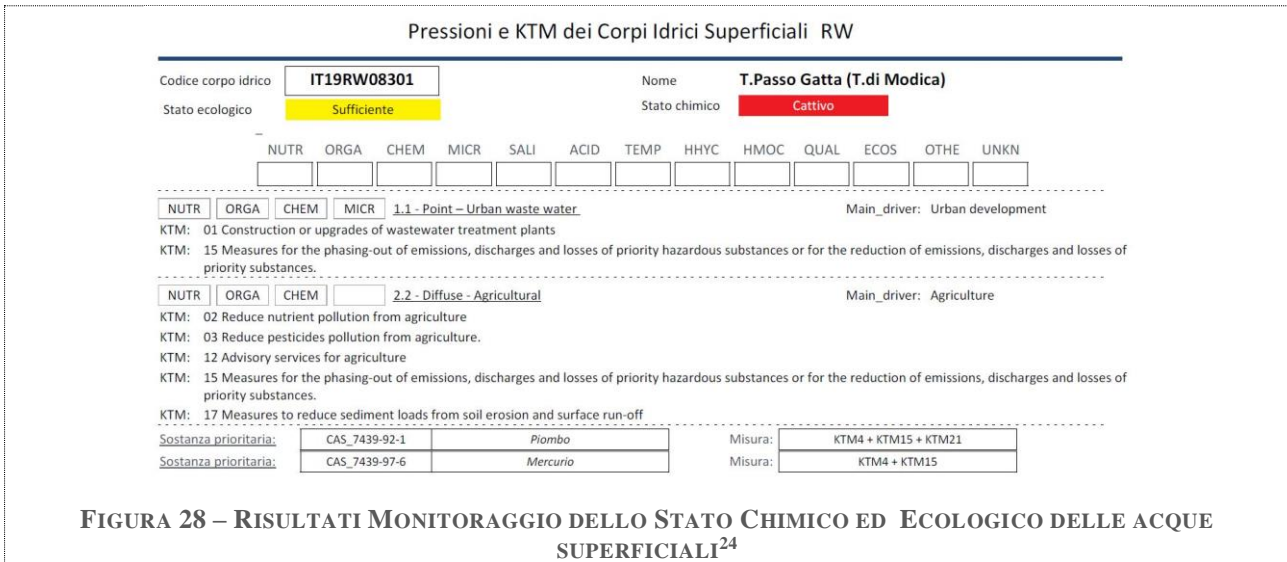 Pressioni e KTM dei Corpi Idrici Superficiali RW
Codice corpo idrico IT19RW08301 Nome T.Passo Gatta (T.di Modica)
Stato ecologico Sufficiente Stato chimico Cattivo
NUTR ORGA CHEM MICR SALI ACID TEMP HHYC HMOC QUAL ECOS OTHE UNKN
NUTR ORGA CHEM MICR 1.1 - Point – Urban waste water Main_driver: Urban development
KTM: 01 Construction or upgrades of wastewater treatment plants
KTM: 15 Measures for the phasing-out of emissions, discharges and losses of priority hazardous substances or for the reduction of emissions, discharges and losses of
priority substances.
NUTR ORGA CHEM 2.2 - Diffuse - Agricultural Main_driver: Agriculture
KTM: 02 Reduce nutrient pollution from agriculture
KTM: 03 Reduce pesticides pollution from agriculture.
KTM: 12 Advisory services for agriculture
KTM: 15 Measures for the phasing-out of emissions, discharges and losses of priority hazardous substances or for the reduction of emissions, discharges and losses of
priority substances.
KTM: 17 Measures to reduce sediment loads from soil erosion and surface run-off
Sostanza prioritaria: CAS_7439-92-1 Piombo Misura: KTM4 + KTM15 + KTM21
Sostanza prioritaria: CAS_7439-97-6 Mercurio Misura: KTM4 + KTM15
FIGURA 28 – RISULTATI MONITORAGGIO DELLO STATO CHIMICO ED ECOLOGICO DELLE ACQUE
SUPERFICIALI24